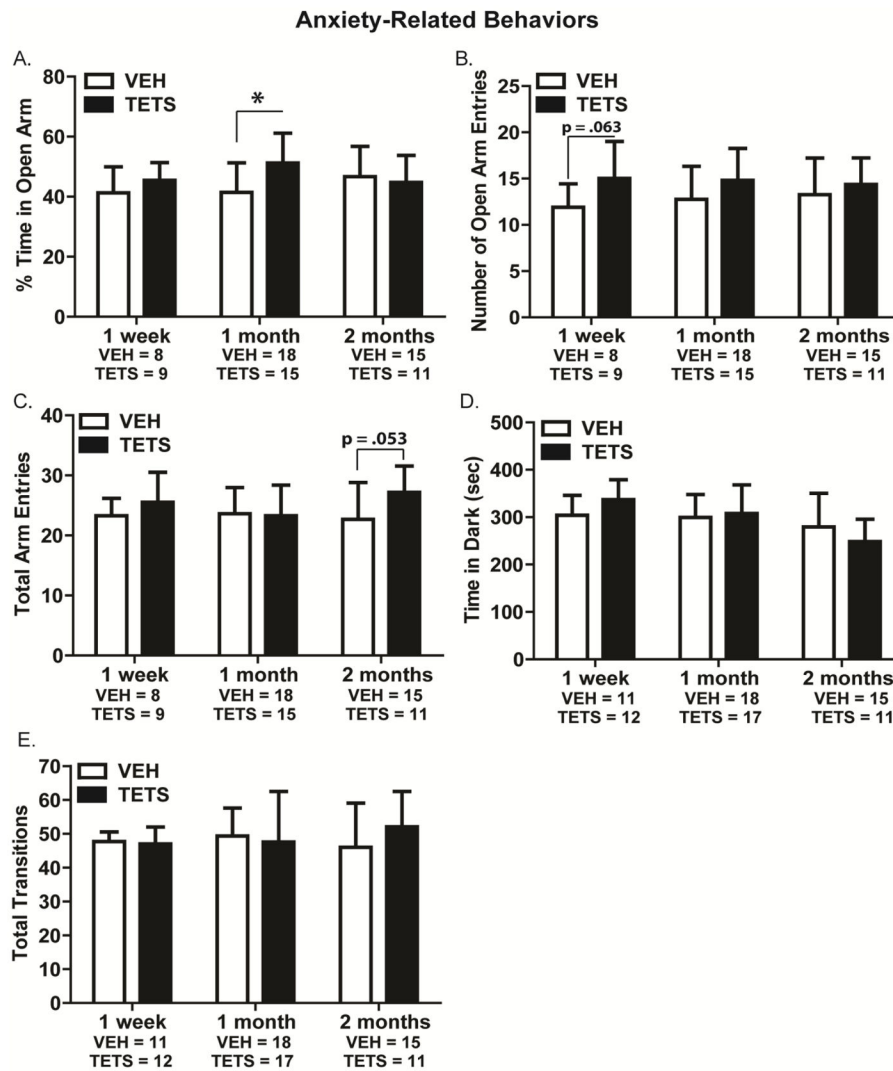 Anxiety-Related Behaviors
A.
VEH
TETS
% Time in Open Arm
80
60
40
20
0
*
1 week
1 month
2 months
VEH = 8
VEH = 18
VEH = 15
TETS = 9
TETS = 15
TETS = 11
B.
VEH
TETS
Number of Open Arm Entries
25
20
15
10
5
0
p = .063
1 week
1 month
2 months
VEH = 8
VEH = 18
VEH = 15
TETS = 9
TETS = 15
TETS = 11
C.
VEH
TETS
Total Arm Entries
40
30
20
10
0
p = .053
1 week
1 month
2 months
VEH = 8
VEH = 18
VEH = 15
TETS = 9
TETS = 15
TETS = 11
D.
VEH
TETS
Time in Dark (sec)
500
400
300
200
100
0
1 week
1 month
2 months
VEH = 11
VEH = 18
VEH = 15
TETS = 12
TETS = 17
TETS = 11
E.
VEH
TETS
Total Transitions
70
60
50
40
30
20
10
0
1 week
1 month
2 months
VEH = 11
VEH = 18
VEH = 15
TETS = 12
TETS = 17
TETS = 11